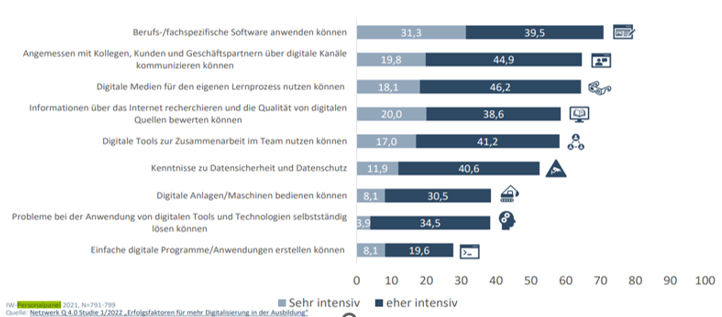 Berufs-/fachspezifische Software anwenden können
31,3
39,5
Angemessen mit Kollegen, Kunden und Geschäftspartnern über digitale Kanäle
kommunizieren können
19,8
44,9
Digitale Medien für den eigenen Lernprozess nutzen können
18,1
46,2
Informationen über das Internet recherchieren und die Qualität von digitalen
Quellen bewerten können
20,0
38,6
Digitale Tools zur Zusammenarbeit im Team nutzen können
17,0
41,2
Kenntnisse zu Datensicherheit und Datenschutz
11,9
40,6
Digitale Anlagen/Maschinen bedienen können
8,1
30,5
Probleme bei der Anwendung von digitalen Tools und Technologien selbstständig
lösen können
3,9
34,5
Einfache digitale Programme/Anwendungen erstellen können
8,1
19,6
0 10 20 30 40 50 60 70 80 90 100
Sehr intensiv eher intensiv
IW-Personalpanel 2021, N=791-799
Quelle: Netzwerk Q 4.0 Studie 1/2022 „Erfolgsfaktoren für mehr Digitalisierung in der Ausbildung"